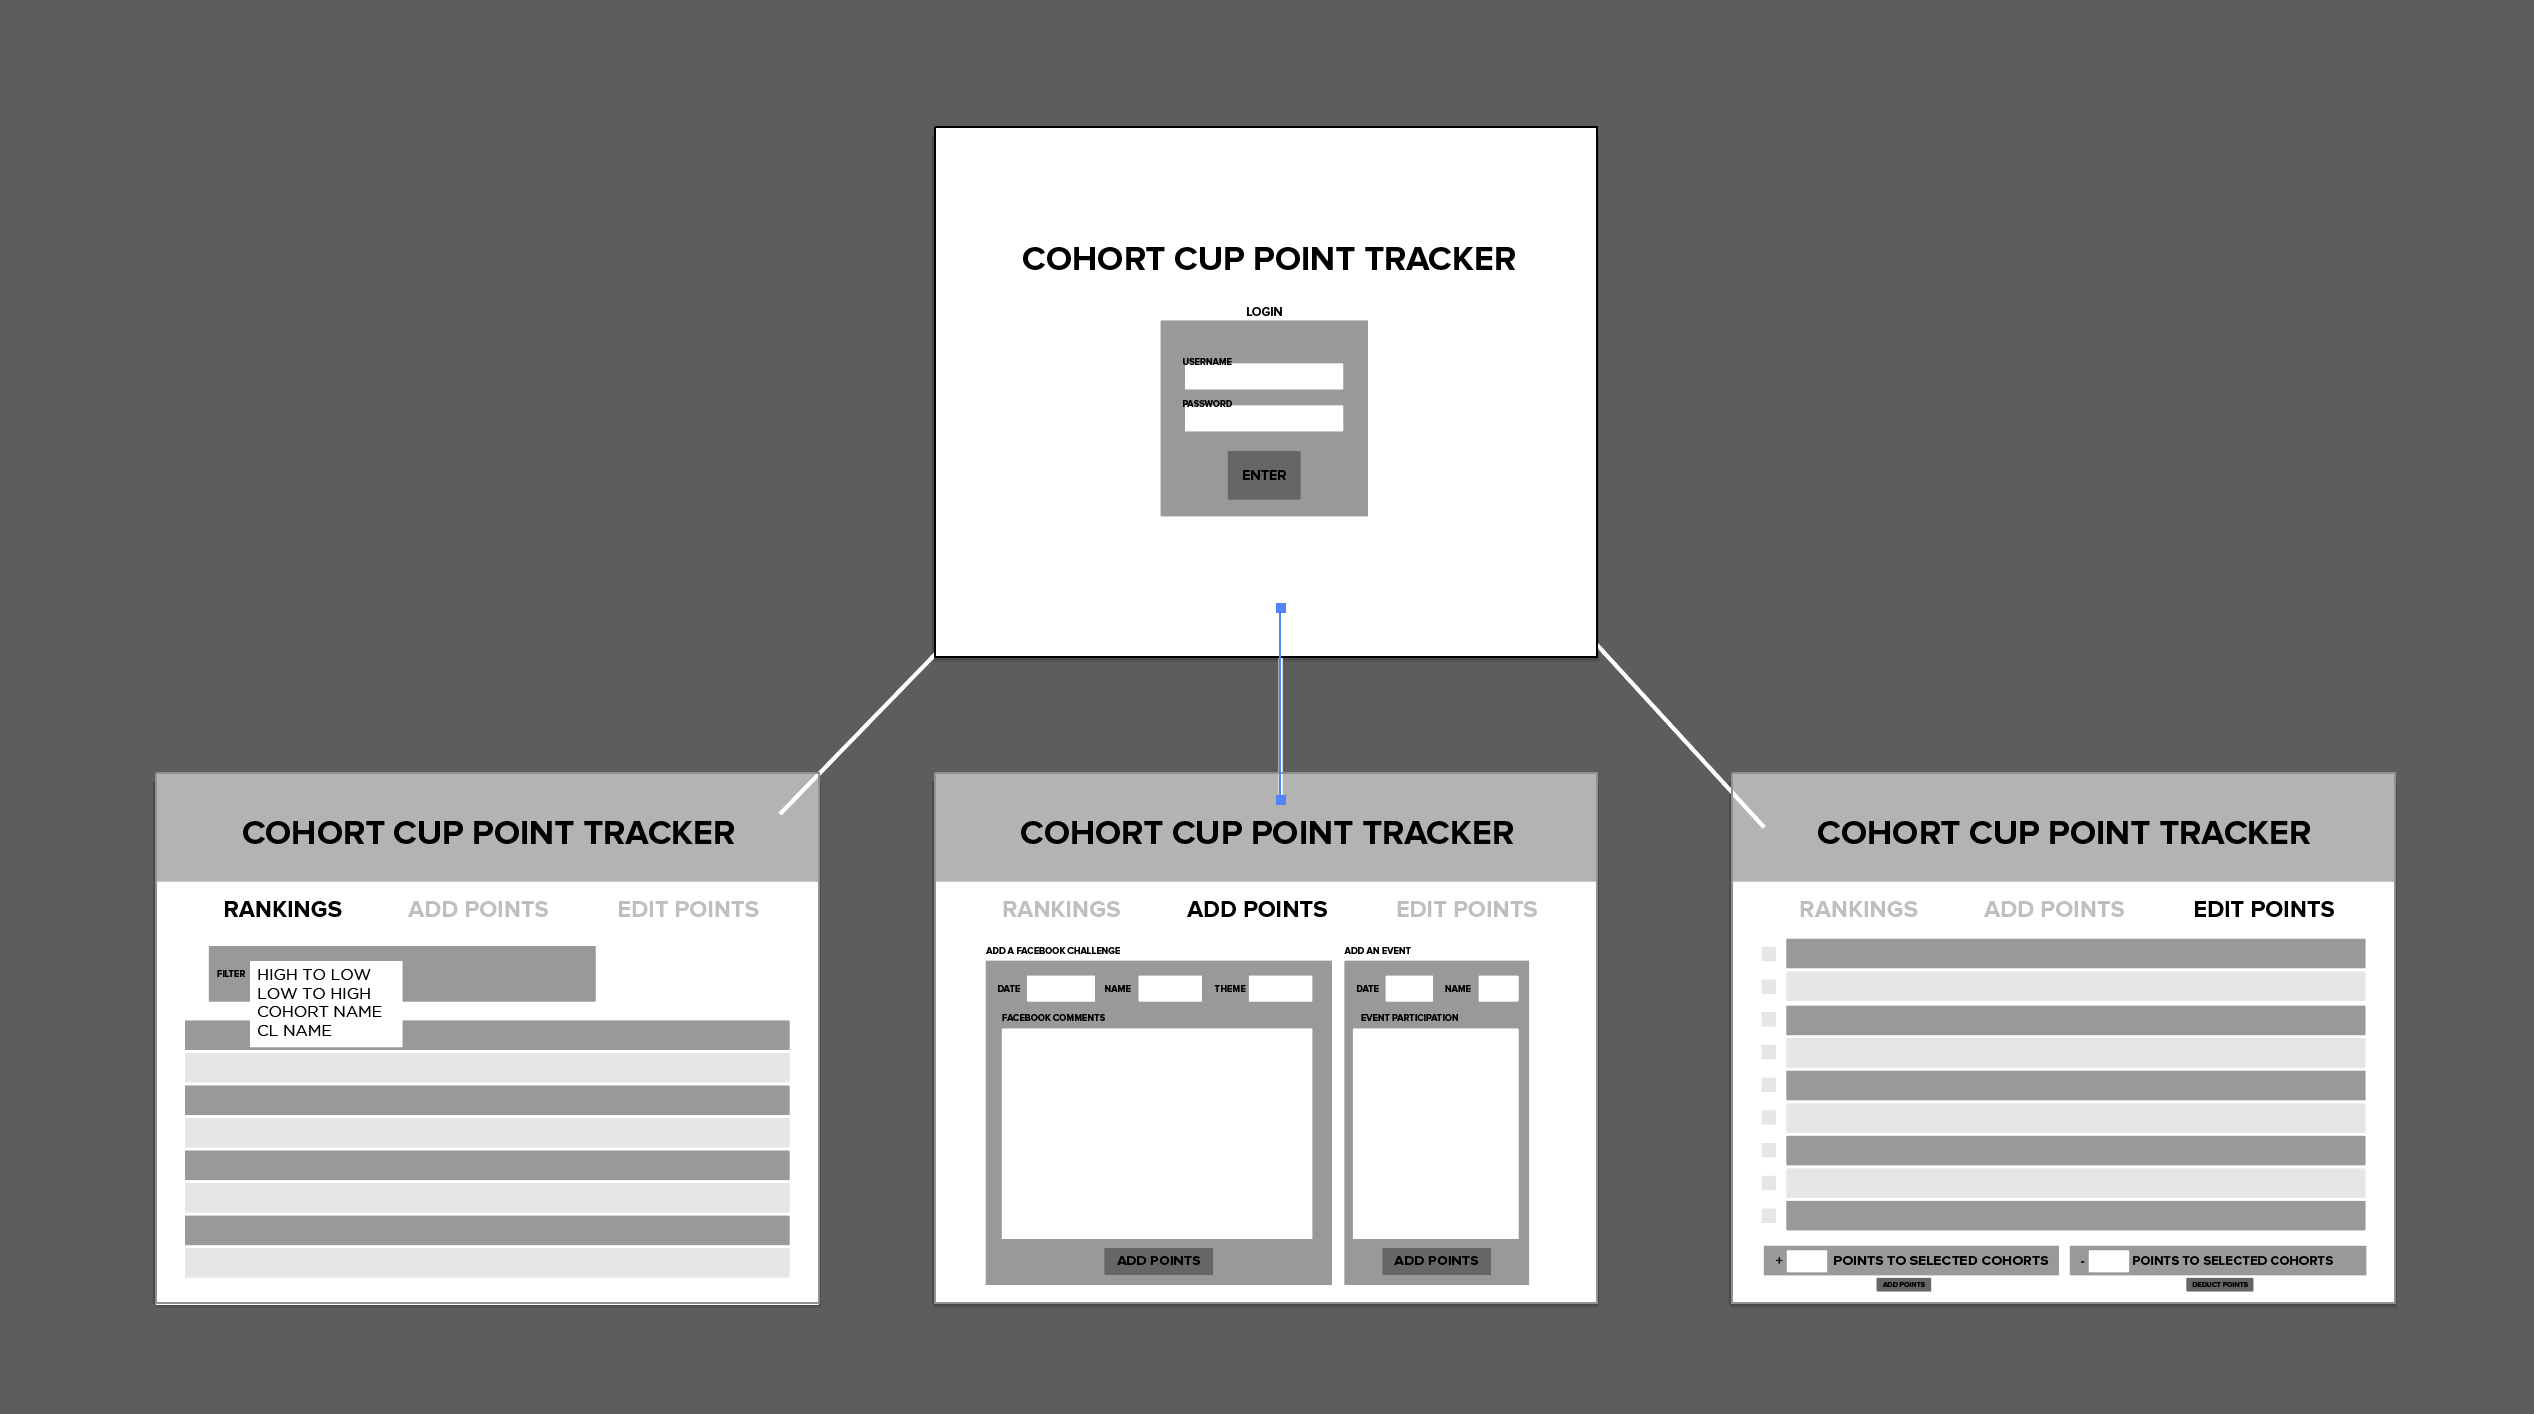 COHORT CUP POINT TRACKER
LOGIN
USERNAME
PASSWORD
ENTER
COHORT CUP POINT TRACKER
RANKINGS ADD POINTS EDIT POINTS
FILTER
HIGH TO LOW
LOW TO HIGH
COHORT NAME
CL NAME
COHORT CUP POINT TRACKER
RANKINGS ADD POINTS EDIT POINTS
ADD A FACEBOOK CHALLENGE
DATE NAME THEME
FACEBOOK COMMENTS
ADD POINTS
ADD AN EVENT
DATE NAME
EVENT PARTICIPATION
ADD POINTS
COHORT CUP POINT TRACKER
RANKINGS ADD POINTS EDIT POINTS
+ POINTS TO SELECTED COHORTS
ADD POINTS
- POINTS TO SELECTED COHORTS
DEDUCT POINTS